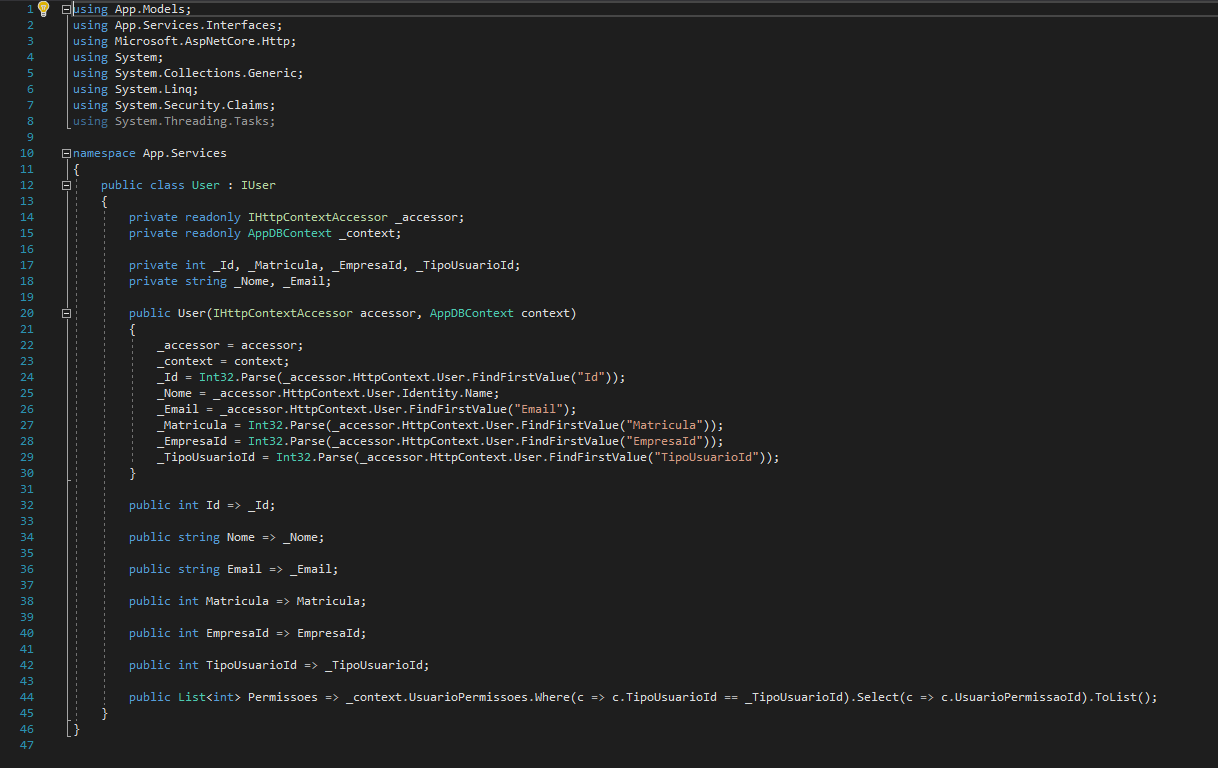 1 using App.Models;
2 using App.Services.Interfaces;
3 using Microsoft.AspNetCore.Http;
4 using System;
5 using System.Collections.Generic;
6 using System.Linq;
7 using System.Security.Claims;
8 using System.Threading.Tasks;
9
10 namespace App.Services
11 {
12 public class User : IUser
13 {
14 private readonly IHttpContextAccessor _accessor;
15 private readonly AppDBContext _context;
16
17 private int _Id, _Matricula, _EmpresaId, _TipoUsuarioId;
18 private string _Nome, _Email;
19
20 public User(IHttpContextAccessor accessor, AppDBContext context)
21 {
22 _accessor = accessor;
23 _context = context;
24 _Id = Int32.Parse(_accessor.HttpContext.User.FindFirstValue("Id"));
25 _Nome = _accessor.HttpContext.User.Identity.Name;
26 _Email = _accessor.HttpContext.User.FindFirstValue("Email");
27 _Matricula = Int32.Parse(_accessor.HttpContext.User.FindFirstValue("Matricula"));
28 _EmpresaId = Int32.Parse(_accessor.HttpContext.User.FindFirstValue("EmpresaId"));
29 _TipoUsuarioId = Int32.Parse(_accessor.HttpContext.User.FindFirstValue("TipoUsuarioId"));
30 }
31
32 public int Id => _Id;
33
34 public string Nome => _Nome;
35
36 public string Email => _Email;
37
38 public int Matricula => Matricula;
39
40 public int EmpresaId => EmpresaId;
41
42 public int TipoUsuarioId => _TipoUsuarioId;
43
44 public List<int> Permissoes => _context.UsuarioPermissoes.Where(c => c.TipoUsuarioId == _TipoUsuarioId).Select(c => c.UsuarioPermissaoId).ToList();
45 }
46 }
47